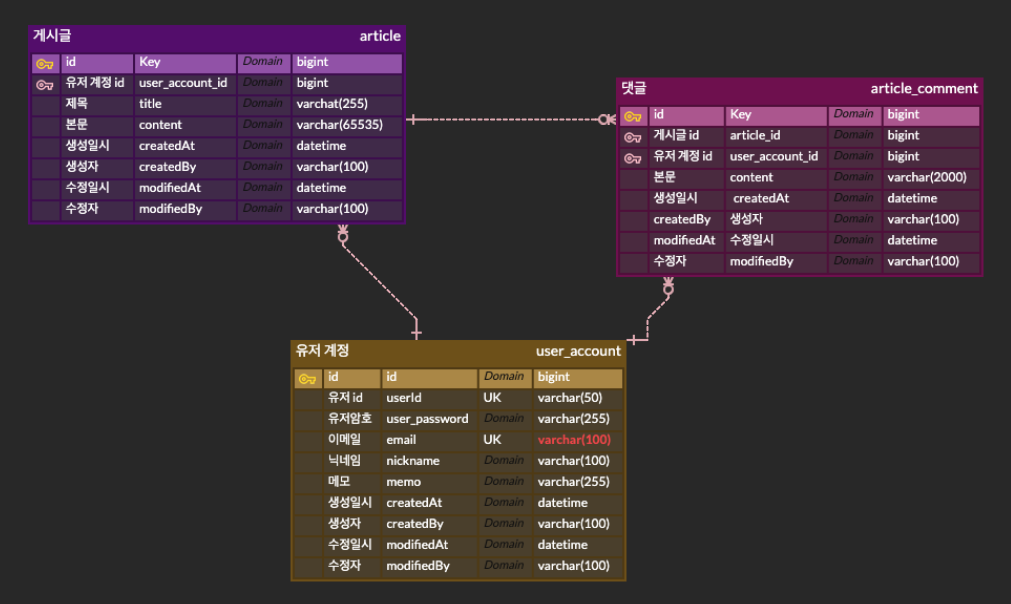 게시글 article
id Key Domain bigint
유저 계정 id user_account_id Domain bigint
제목 title Domain varchat(255)
본문 content Domain varchar(65535)
생성일시 createdAt Domain datetime
생성자 createdBy Domain varchar(100)
수정일시 modifiedAt Domain datetime
수정자 modifiedBy Domain varchar(100)
댓글 article_comment
id Key Domain bigint
게시글 id article_id Domain bigint
유저 계정 id user_account_id Domain bigint
본문 content Domain varchar(2000)
생성일시 createdAt Domain datetime
createdBy 생성자 Domain varchar(100)
modifiedAt 수정일시 Domain datetime
수정자 modifiedBy Domain varchar(100)
유저 계정 user_account
id id Domain bigint
유저 id userId UK varchar(50)
유저암호 user_password Domain varchar(255)
이메일 email UK varchar(100)
닉네임 nickname Domain varchar(100)
메모 memo Domain varchar(255)
생성일시 createdAt Domain datetime
생성자 createdBy Domain varchar(100)
수정일시 modifiedAt Domain datetime
수정자 modifiedBy Domain varchar(100)